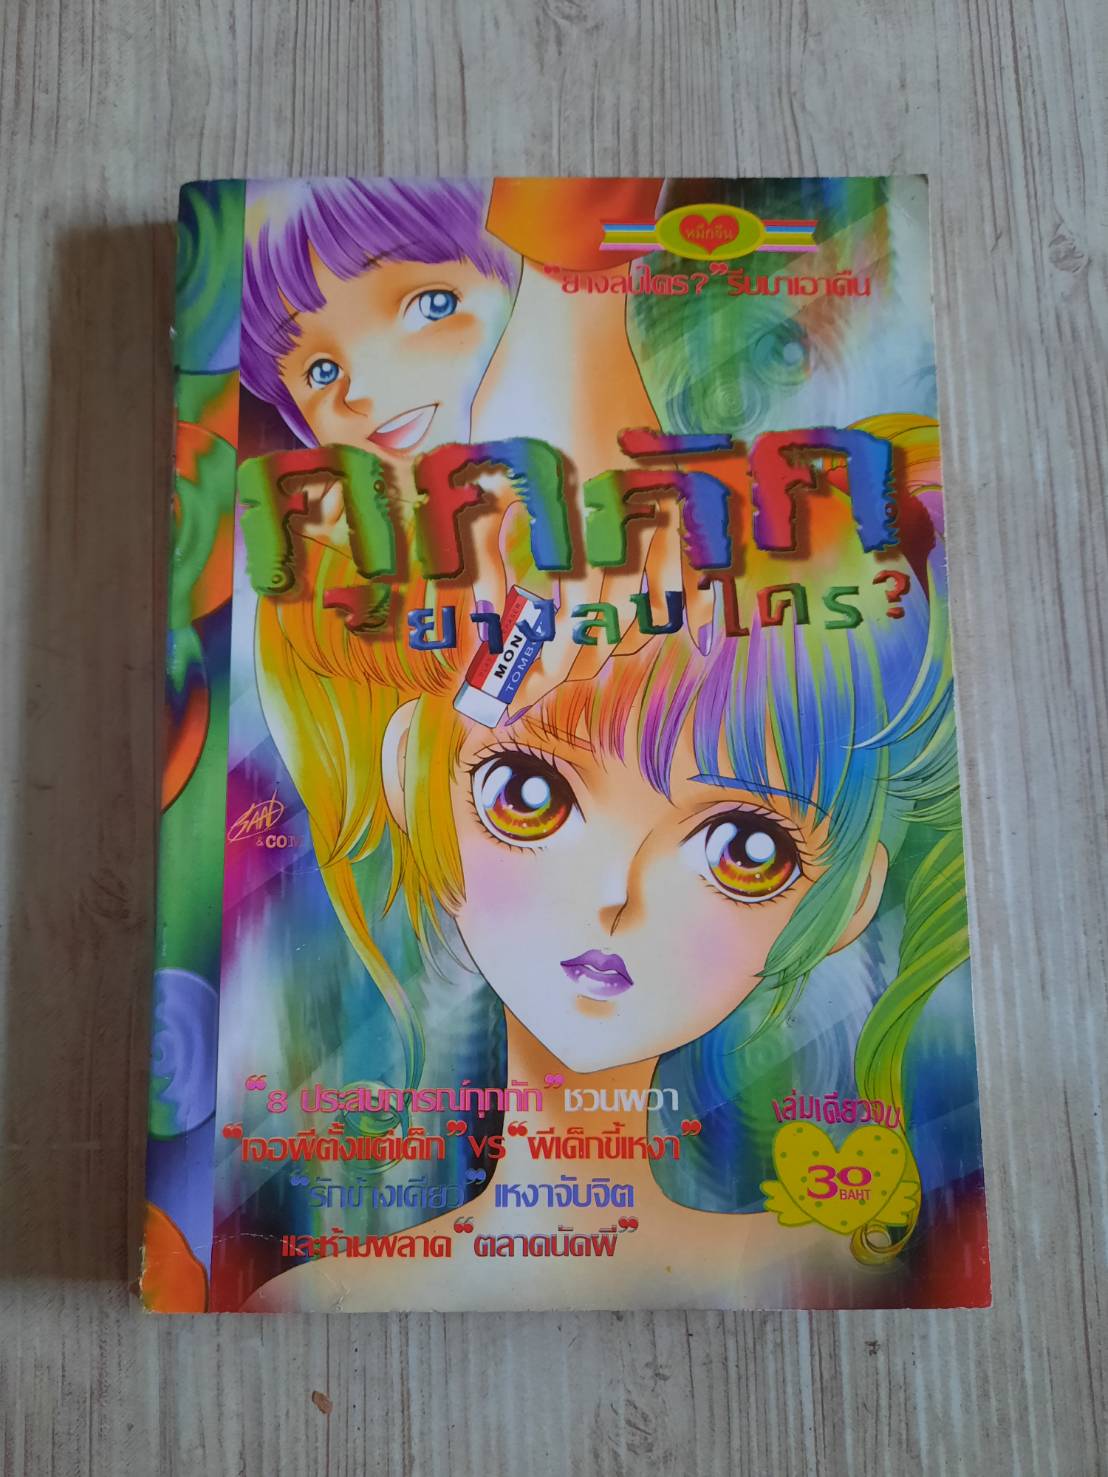 หมึกจีน
“ยางลบใคร?” รีบมาเอาคืน
กุกกัก
ยางลบใคร?
MONO
TOMBOW
& COM
“8 ประสบการณ์กุกกัก” ชวนผวา
“เจอผีตั้งแต่เด็ก” VS “ผีเด็กขี้เหงา”
“รักข้างเดียว” เหงาจับจิต
และห้ามพลาด “ตลาดนัดผี”
เล่มเดียวจบ
30
BAHT